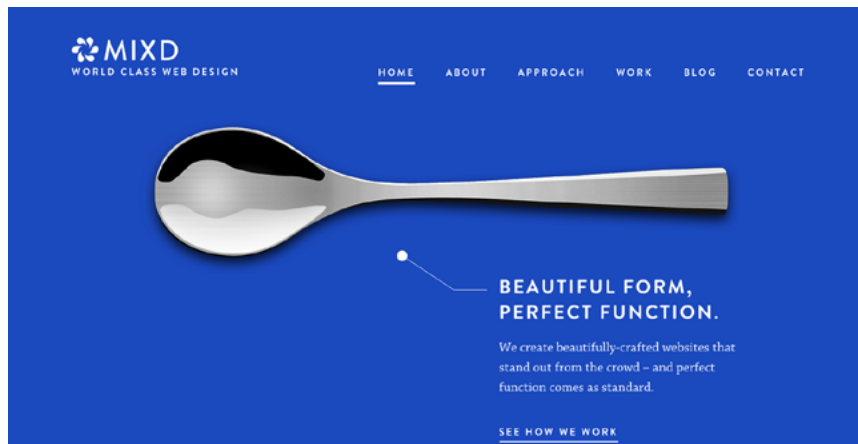 MIXD
WORLD CLASS WEB DESIGN
HOME ABOUT APPROACH WORK BLOG CONTACT
BEAUTIFUL FORM,
PERFECT FUNCTION.
We create beautifully-crafted websites that
stand out from the crowd – and perfect
function comes as standard.
SEE HOW WE WORK